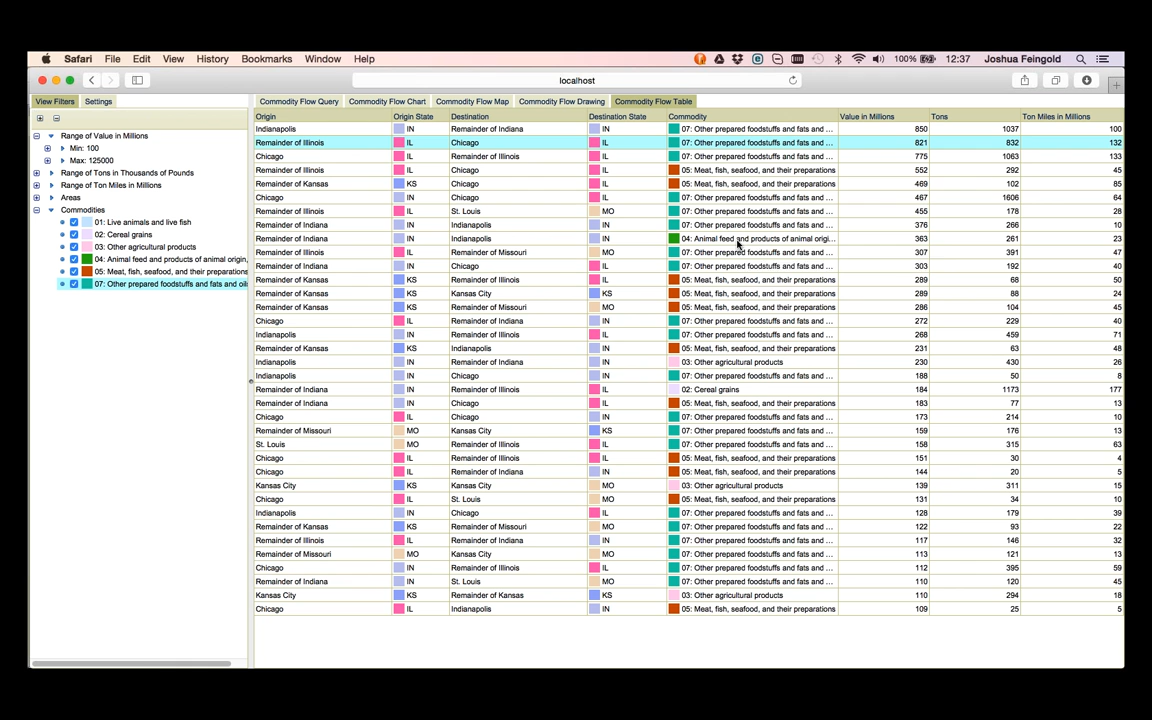 Safari File Edit View History Bookmarks Window Help 100% 12:37 Joshua Feingold
localhost
View Filters Settings
Commodity Flow Query Commodity Flow Chart Commodity Flow Map Commodity Flow Drawing Commodity Flow Table
Range of Value in Millions
Min: 100
Max: 125000
Range of Tons in Thousands of Pounds
Range of Ton Miles in Millions
Areas
Commodities
01: Live animals and live fish
02: Cereal grains
03: Other agricultural products
04: Animal feed and products of animal origin,
05: Meat, fish, seafood, and their preparations
07: Other prepared foodstuffs and fats and oil
Origin Origin State Destination Destination State Commodity Value in Millions Tons Ton Miles in Millions
Indianapolis IN Remainder of Indiana IN 07: Other prepared foodstuffs and fats and ... 850 1037 100
Remainder of Illinois IL Chicago IL 07: Other prepared foodstuffs and fats and ... 821 832 132
Chicago IL Remainder of Illinois IL 07: Other prepared foodstuffs and fats and ... 775 1063 133
Remainder of Illinois IL Chicago IL 05: Meat, fish, seafood, and their preparations 552 292 45
Remainder of Kansas KS Chicago IL 05: Meat, fish, seafood, and their preparations 469 102 85
Chicago IN Chicago IL 07: Other prepared foodstuffs and fats and ... 467 1606 64
Remainder of Illinois IL St. Louis MO 07: Other prepared foodstuffs and fats and ... 455 178 28
Remainder of Indiana IN Indianapolis IN 07: Other prepared foodstuffs and fats and ... 376 266 10
Remainder of Indiana IN Indianapolis IN 04: Animal feed and products of animal origi... 363 261 23
Remainder of Illinois IL Remainder of Missouri MO 07: Other prepared foodstuffs and fats and ... 307 391 47
Remainder of Indiana IN Chicago IL 07: Other prepared foodstuffs and fats and ... 303 192 40
Remainder of Kansas KS Remainder of Illinois IL 05: Meat, fish, seafood, and their preparations 289 68 50
Remainder of Kansas KS Kansas City KS 05: Meat, fish, seafood, and their preparations 289 88 24
Remainder of Kansas KS Remainder of Missouri MO 05: Meat, fish, seafood, and their preparations 286 104 45
Chicago IL Remainder of Indiana IN 07: Other prepared foodstuffs and fats and ... 272 229 40
Indianapolis IN Remainder of Illinois IL 07: Other prepared foodstuffs and fats and ... 268 459 71
Remainder of Kansas KS Indianapolis IN 05: Meat, fish, seafood, and their preparations 231 63 48
Indianapolis IN Remainder of Indiana IN 03: Other agricultural products 230 430 26
Indianapolis IN Chicago IN 07: Other prepared foodstuffs and fats and ... 188 50 8
Remainder of Indiana IN Remainder of Illinois IL 02: Cereal grains 184 1173 177
Remainder of Indiana IN Chicago IL 05: Meat, fish, seafood, and their preparations 183 77 13
Chicago IL Chicago IN 07: Other prepared foodstuffs and fats and ... 173 214 10
Remainder of Missouri MO Kansas City KS 07: Other prepared foodstuffs and fats and ... 159 176 13
St. Louis MO Remainder of Illinois IL 07: Other prepared foodstuffs and fats and ... 158 315 63
Chicago IL Remainder of Illinois IL 05: Meat, fish, seafood, and their preparations 151 30 4
Chicago IL Remainder of Indiana IN 05: Meat, fish, seafood, and their preparations 144 20 5
Kansas City KS Kansas City MO 03: Other agricultural products 139 311 15
Chicago IL St. Louis MO 05: Meat, fish, seafood, and their preparations 131 34 10
Indianapolis IN Chicago IL 07: Other prepared foodstuffs and fats and ... 128 179 39
Remainder of Kansas KS Remainder of Missouri MO 07: Other prepared foodstuffs and fats and ... 122 93 22
Remainder of Illinois IL Remainder of Indiana IN 07: Other prepared foodstuffs and fats and ... 117 146 32
Remainder of Missouri MO Kansas City MO 07: Other prepared foodstuffs and fats and ... 113 121 13
Chicago IN Remainder of Illinois IL 07: Other prepared foodstuffs and fats and ... 112 395 59
Remainder of Indiana IN St. Louis MO 07: Other prepared foodstuffs and fats and ... 110 120 45
Kansas City KS Remainder of Kansas KS 03: Other agricultural products 110 294 18
Chicago IL Indianapolis IN 05: Meat, fish, seafood, and their preparations 109 25 5